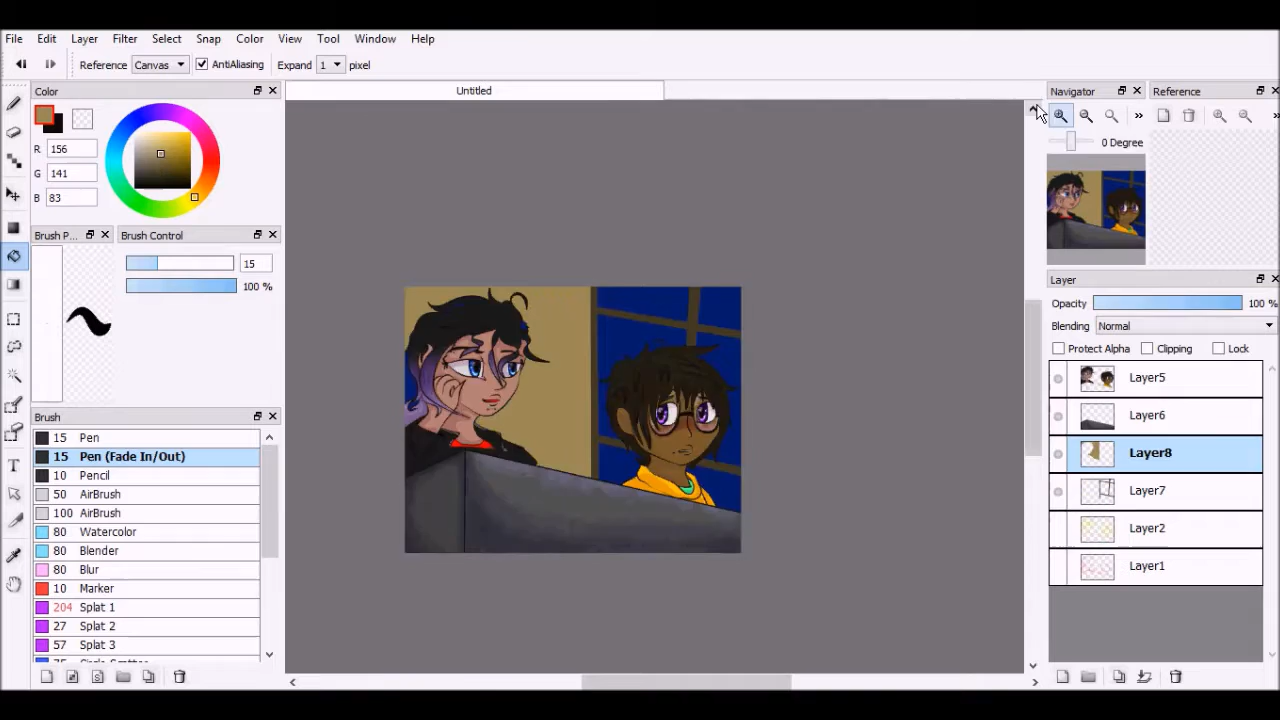 File Edit Layer Filter Select Snap Color View Tool Window Help
Reference Canvas AntiAliasing Expand 1 pixel
Color Untitled Navigator Reference
R 156
G 141
B 83
0 Degree
Brush P... Brush Control
15
100 %
Layer
Opacity 100 %
Blending Normal
Protect Alpha Clipping Lock
Layer5
Layer6
Layer8
Layer7
Layer2
Layer1
Brush
15 Pen
15 Pen (Fade In/Out)
10 Pencil
50 AirBrush
100 AirBrush
80 Watercolor
80 Blender
80 Blur
10 Marker
204 Splat 1
27 Splat 2
57 Splat 3